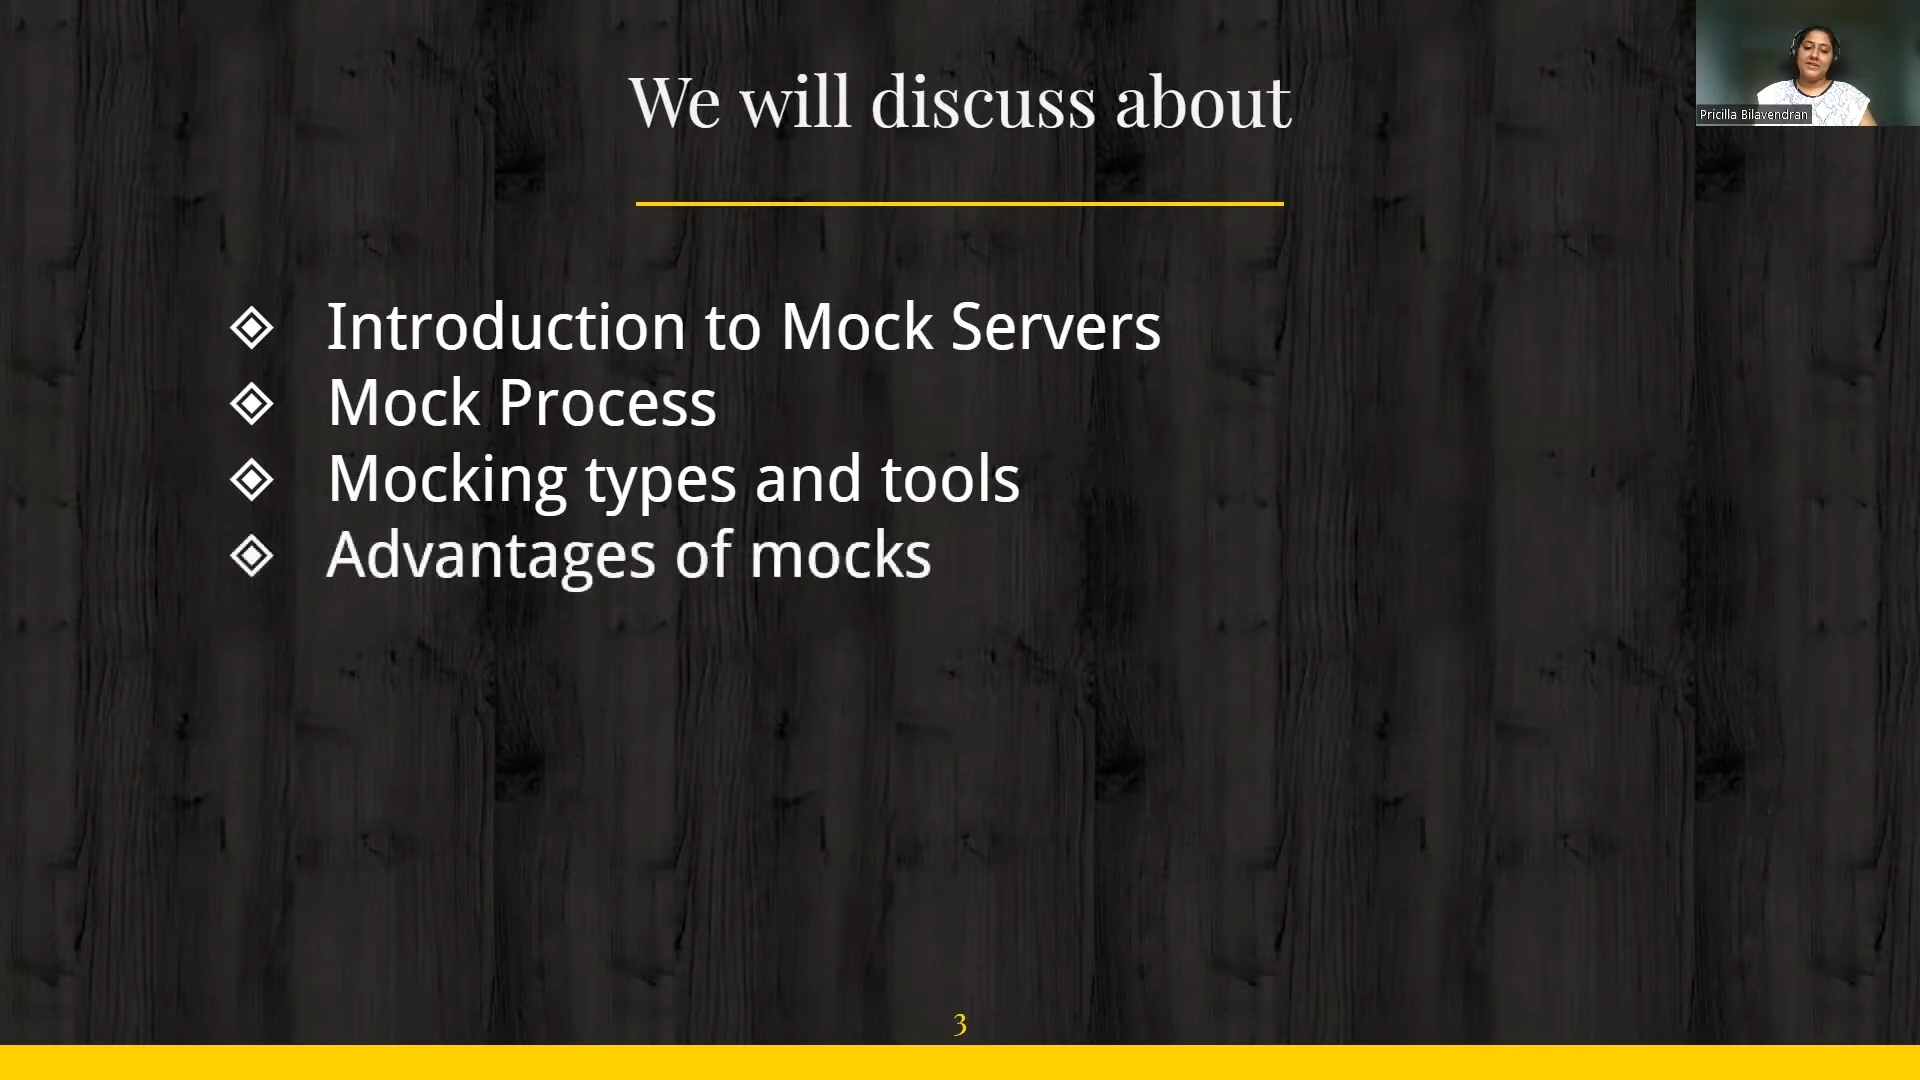 We will discuss about
Pricilla Bilavendran
Introduction to Mock Servers
Mock Process
Mocking types and tools
Advantages of mocks
3